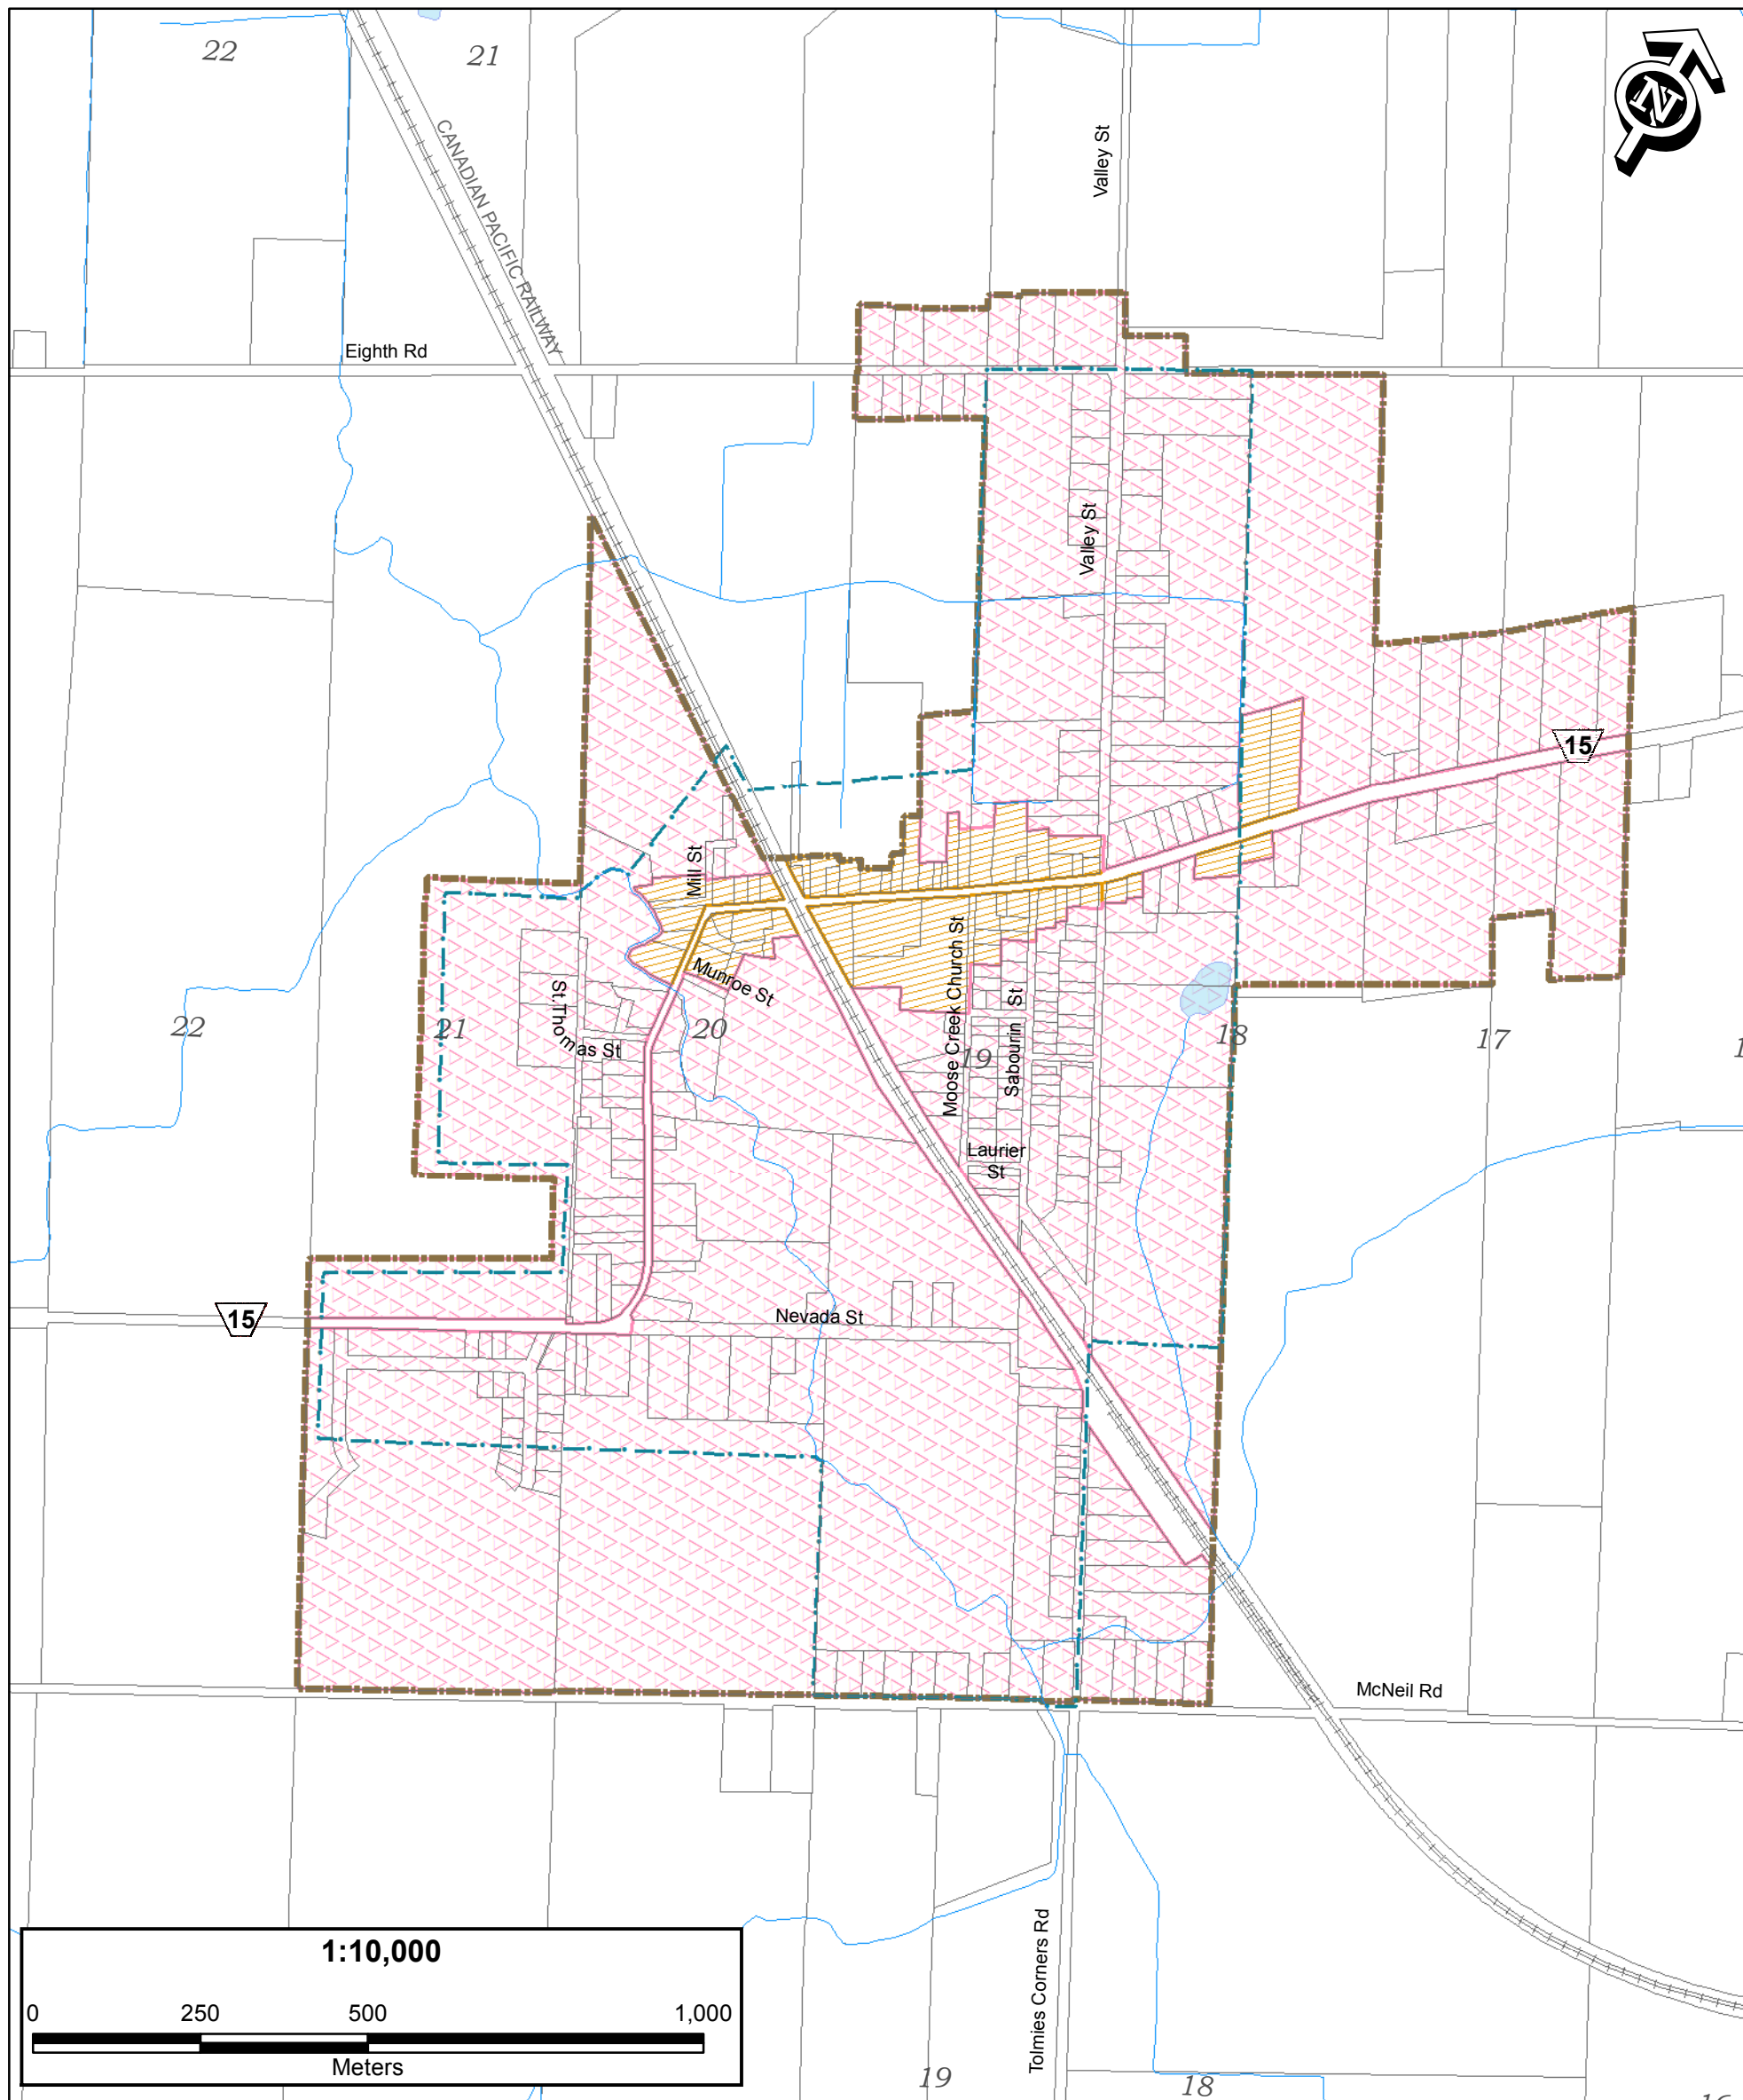 22
21
N
CANADIAN PACIFIC RAILWAY
Valley St
Eighth Rd
Valley St
15
Mill St
Munroe St
Moose Creek Church St
St.Thomas St
Sabourin St
22
21
20
19
18
17
Laurier
St
15
Nevada St
McNeil Rd
Tolmies Corners Rd
1:10,000
0 250 500 1,000
Meters
19
18